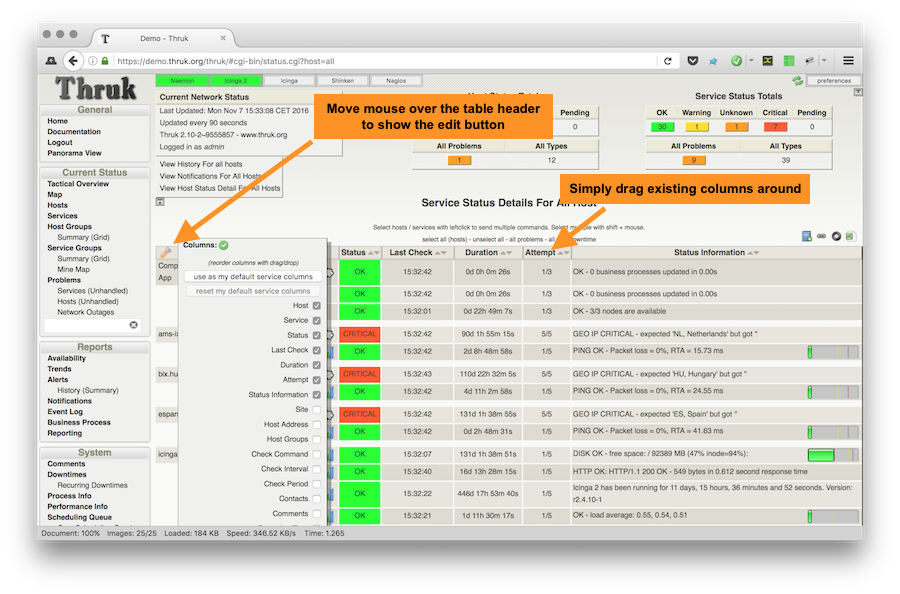 Demo - Thruk
https://demo.thruk.org/thruk/#cgi-bin/status.cgi?host=all
Thruk
Naemon
Icinga 2
Icinga
Shinken
Nagios
preferences
General
Home
Documentation
Logout
Panorama View
Current Status
Tactical Overview
Map
Hosts
Services
Host Groups
Summary (Grid)
Service Groups
Summary (Grid)
Mine Map
Problems
Services (Unhandled)
Hosts (Unhandled)
Network Outages
Reports
Availability
Trends
Alerts
History (Summary)
Notifications
Event Log
Business Process
Reporting
System
Comments
Downtimes
Recurring Downtimes
Process Info
Performance Info
Scheduling Queue
Current Network Status
Last Updated: Mon Nov 7 15:33:08 CET 2016
Updated every 90 seconds
Thruk 2.10-2~9555857 - www.thruk.org
Logged in as admin
View History For all hosts
View Notifications For All Hosts
View Host Status Detail For All Hosts
Move mouse over the table header
to show the edit button
Pending
0
All Problems All Types
1 12
Service Status Totals
OK Warning Unknown Critical Pending
30 1 1 7 0
All Problems All Types
9 39
Simply drag existing columns around
Service Status Details For All Host
Select hosts / services with leftclick to send multiple commands. Select multiple with shift + mouse.
select all (hosts) - unselect all - all problems - all downtime
Columns:
(reorder columns with drag/drop)
use as my default service columns
reset my default service columns
Host
Service
Status
Last Check
Duration
Attempt
Status Information
Site
Host Address
Host Groups
Check Command
Check Interval
Check Period
Contacts
Comments
Comp
App
ams-ix
bix.hu
espan
icinga
Status Last Check Duration Attempt Status Information
OK 15:32:42 0d 0h 0m 26s 1/3 OK - 0 business processes updated in 0.00s
OK 15:32:42 0d 0h 0m 26s 1/3 OK - 0 business processes updated in 0.00s
OK 15:32:01 0d 22h 49m 7s 1/3 OK - 3/3 nodes are available
CRITICAL 15:32:42 90d 1h 55m 15s 5/5 GEO IP CRITICAL - expected 'NL, Netherlands' but got ''
OK 15:32:42 2d 8h 48m 58s 1/5 PING OK - Packet loss = 0%, RTA = 15.73 ms
CRITICAL 15:32:43 110d 22h 32m 5s 5/5 GEO IP CRITICAL - expected 'HU, Hungary' but got ''
OK 15:32:42 4d 11h 2m 58s 1/5 PING OK - Packet loss = 0%, RTA = 24.55 ms
CRITICAL 15:32:42 131d 1h 38m 55s 5/5 GEO IP CRITICAL - expected 'ES, Spain' but got ''
OK 15:32:42 0d 2h 48m 31s 1/5 PING OK - Packet loss = 0%, RTA = 41.63 ms
OK 15:32:07 131d 1h 38m 51s 1/5 DISK OK - free space: / 92389 MB (47% inode=94%):
OK 15:32:40 16d 13h 28m 15s 1/5 HTTP OK: HTTP/1.1 200 OK - 549 bytes in 0.612 second response time
OK 15:32:22 446d 17h 53m 40s 1/5 Icinga 2 has been running for 11 days, 15 hours, 36 minutes and 52 seconds. Version:
r2.4.10-1
OK 15:32:21 1d 11h 30m 17s 1/5 OK - load average: 0.55, 0.54, 0.51
Document: 100% Images: 25/25 Loaded: 184 KB Speed: 346.52 KB/s Time: 1.265